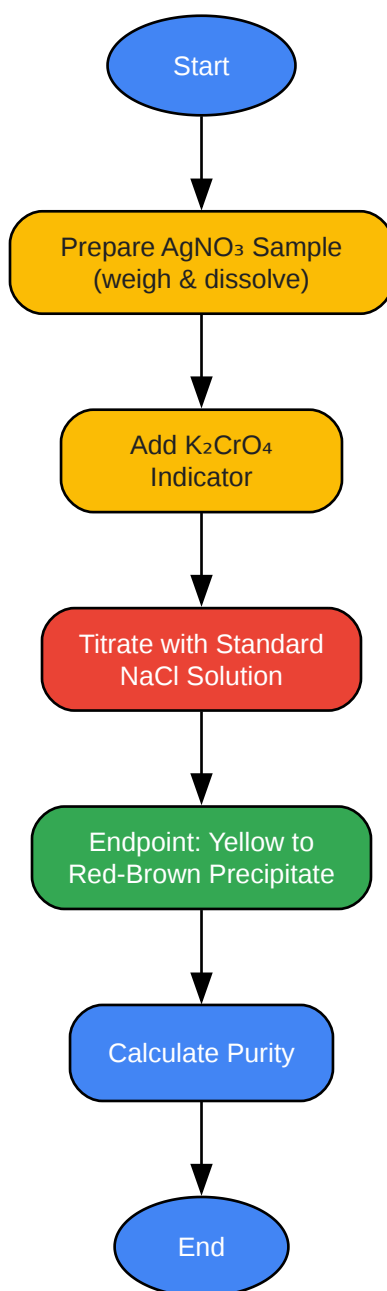 Start
Prepare AgNO₃ Sample
(weigh & dissolve)
Add K₂CrO₄
Indicator
Titrate with Standard
NaCl Solution
Endpoint: Yellow to
Red-Brown Precipitate
Calculate Purity
End